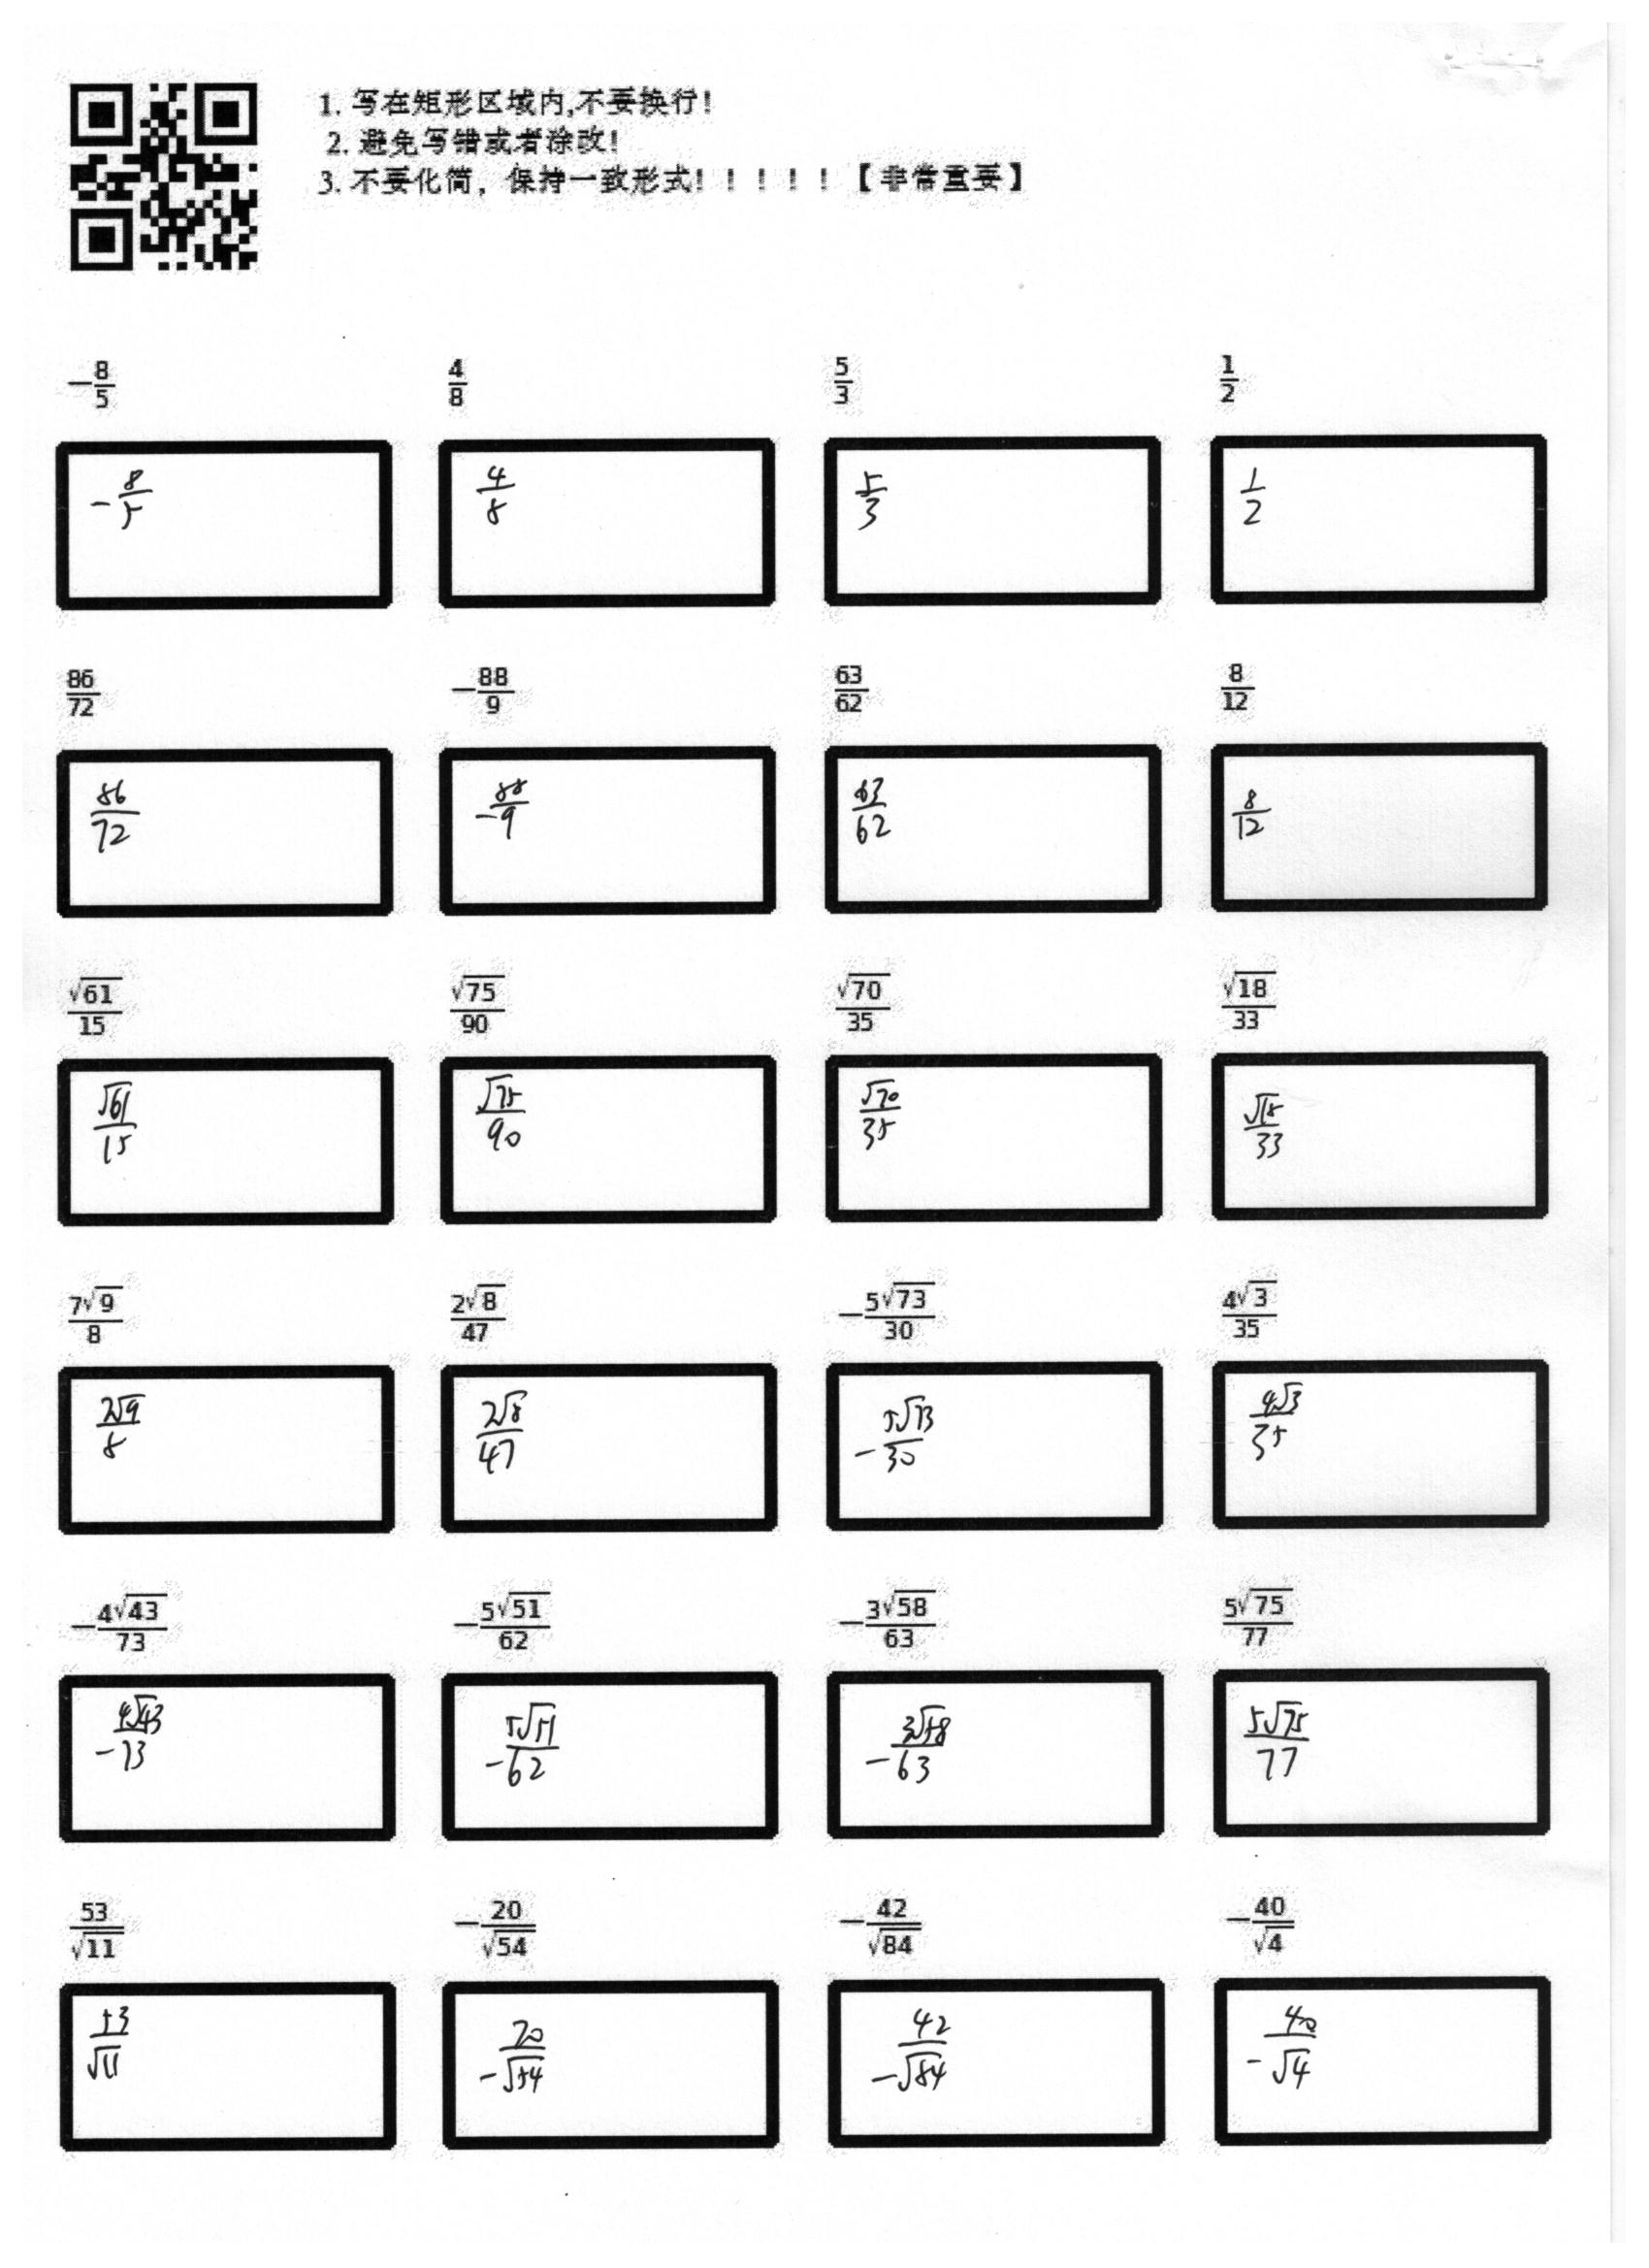 1. 写在矩形区域内,不要换行!
2. 避免写错或者涂改!
3. 不要化简，保持一致形式！！！！！【非常重要】
-8/5 4/8 5/3 1/2
-8/5 4/8 5/3 1/2
86/72 -88/9 63/62 8/12
86/72 -88/9 63/62 8/12
√61/15 √75/90 √70/35 √18/33
√61/15 √75/90 √70/35 √18/33
7√9/8 2√8/47 -5√73/30 4√3/35
2√9/8 2√8/47 -5√73/30 4√3/35
-4√43/73 -5√51/62 -3√58/63 5√75/77
-4√43/73 -5√51/62 -3√58/63 5√75/77
53/√11 -20/√54 -42/√84 -40/√4
53/√11 -20/√54 -42/√84 -40/√4